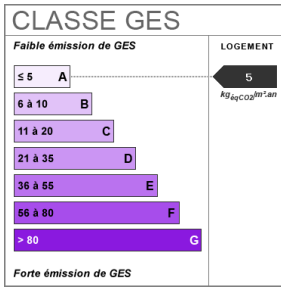 CLASSE GES
Faible émission de GES
LOGEMENT
≤ 5 A
5
kgéqCO2/m².an
6 à 10 B
11 à 20 C
21 à 35 D
36 à 55 E
56 à 80 F
> 80 G
Forte émission de GES